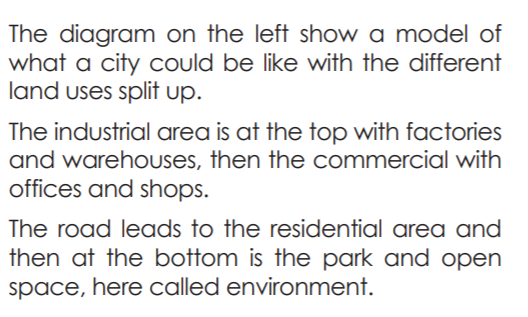 The diagram on the left show a model of
what a city could be like with the different
land uses split up.
The industrial area is at the top with factories
and warehouses, then the commercial with
offices and shops.
The road leads to the residential area and
then at the bottom is the park and open
space, here called environment.